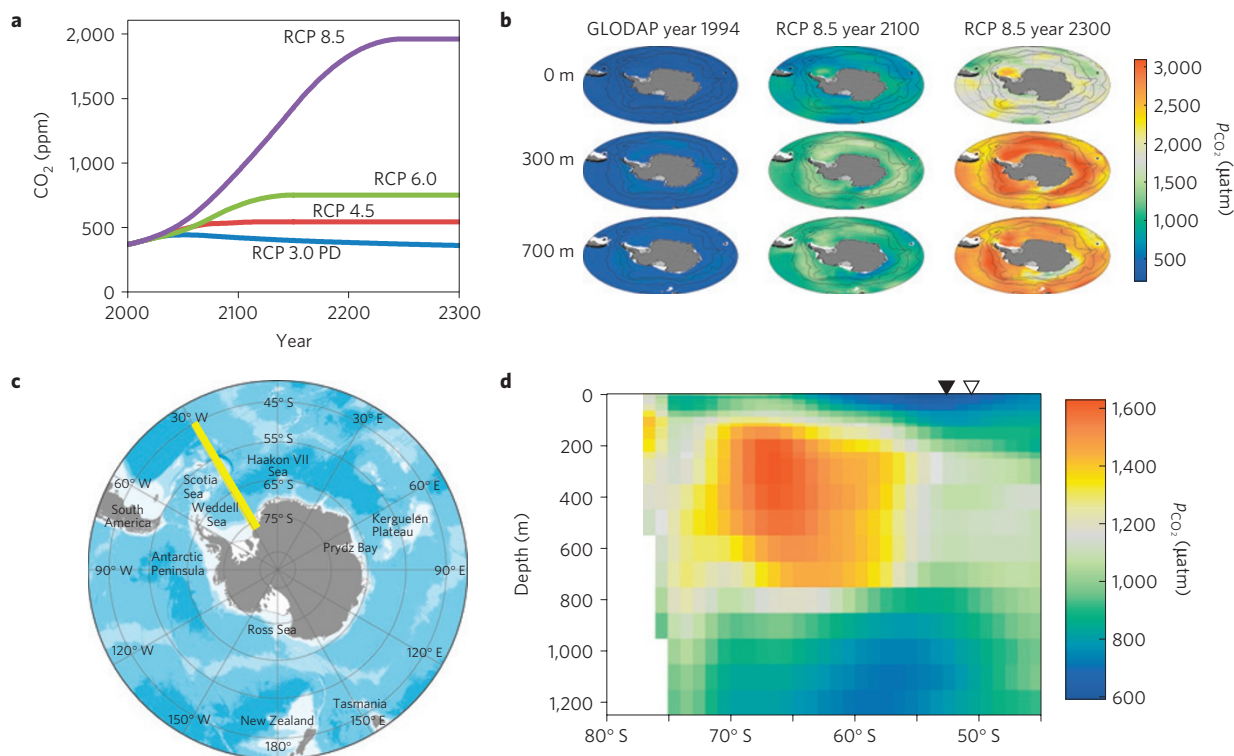 a
2,000
1,500
1,000
500
0
CO2 (ppm)
RCP 8.5
RCP 6.0
RCP 4.5
RCP 3.0 PD
2000
2100
2200
2300
Year
b
GLODAP year 1994
RCP 8.5 year 2100
RCP 8.5 year 2300
0 m
300 m
700 m
3,000
2,500
2,000
1,500
1,000
500
pCO2 (µatm)
c
30° W
45° S
30° E
55° S
Haakon VII
Sea
65° S
60° W
Scotia
Sea
Weddell
Sea
60° E
South
America
75° S
Kerguelen
Plateau
Prydz Bay
Antarctic
Peninsula
90° W
90° E
Ross Sea
120° W
120° E
Tasmania
150° W
New Zealand
150° E
180°
d
0
200
400
600
800
1,000
1,200
Depth (m)
80° S
70° S
60° S
50° S
1,600
1,400
1,200
1,000
800
600
pCO2 (µatm)